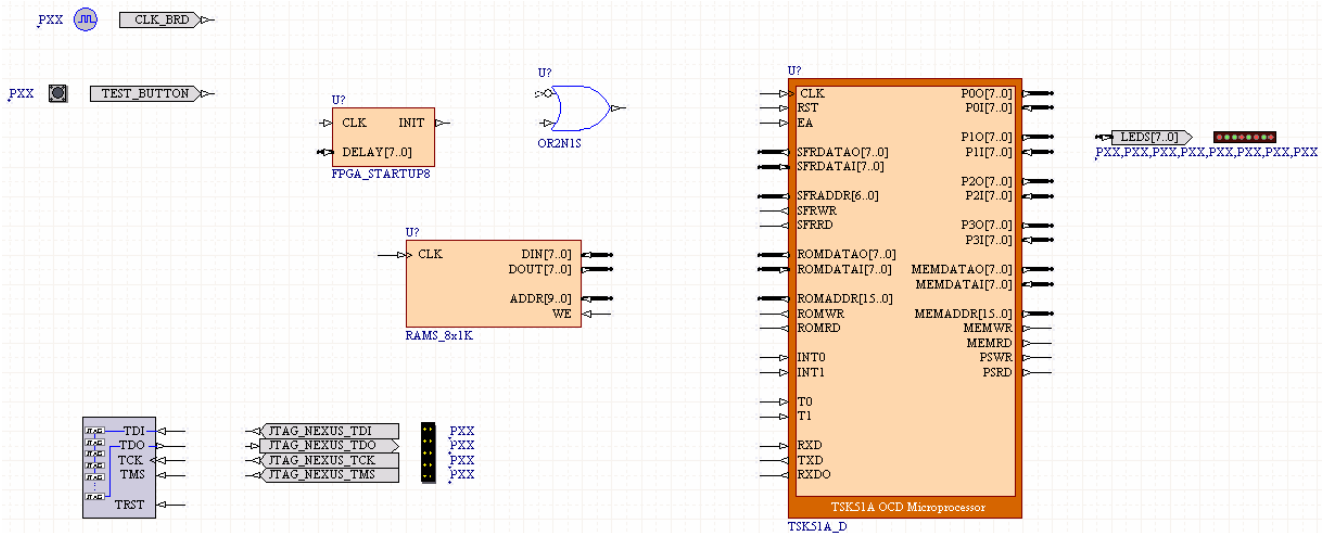 PXX
CLK_BRD
PXX
TEST_BUTTON
U?
CLK
INIT
DELAY[7..0]
FPGA_STARTUP8
U?
OR2N1S
U?
CLK
DIN[7..0]
DOUT[7..0]
ADDR[9..0]
WE
RAMS_8x1K
JTAG
JTAG
JTAG
JTAG
JTAG
JTAG
TDI
TDO
TCK
TMS
TRST
JTAG_NEXUS_TDI
JTAG_NEXUS_TDO
JTAG_NEXUS_TCK
JTAG_NEXUS_TMS
PXX
PXX
PXX
PXX
U?
CLK
RST
EA
SFRDATAO[7..0]
SFRDATAI[7..0]
SFRADDR[6..0]
SFRWR
SFRRD
ROMDATAO[7..0]
ROMDATAI[7..0]
ROMADDR[15..0]
ROMWR
ROMRD
INT0
INT1
T0
T1
RXD
TXD
RXDO
P0O[7..0]
P0I[7..0]
P1O[7..0]
P1I[7..0]
P2O[7..0]
P2I[7..0]
P3O[7..0]
P3I[7..0]
MEMDATAO[7..0]
MEMDATAI[7..0]
MEMADDR[15..0]
MEMWR
MEMRD
PSWR
PSRD
TSK51A OCD Microprocessor
TSK51A_D
LEDS[7..0]
PXX,PXX,PXX,PXX,PXX,PXX,PXX,PXX